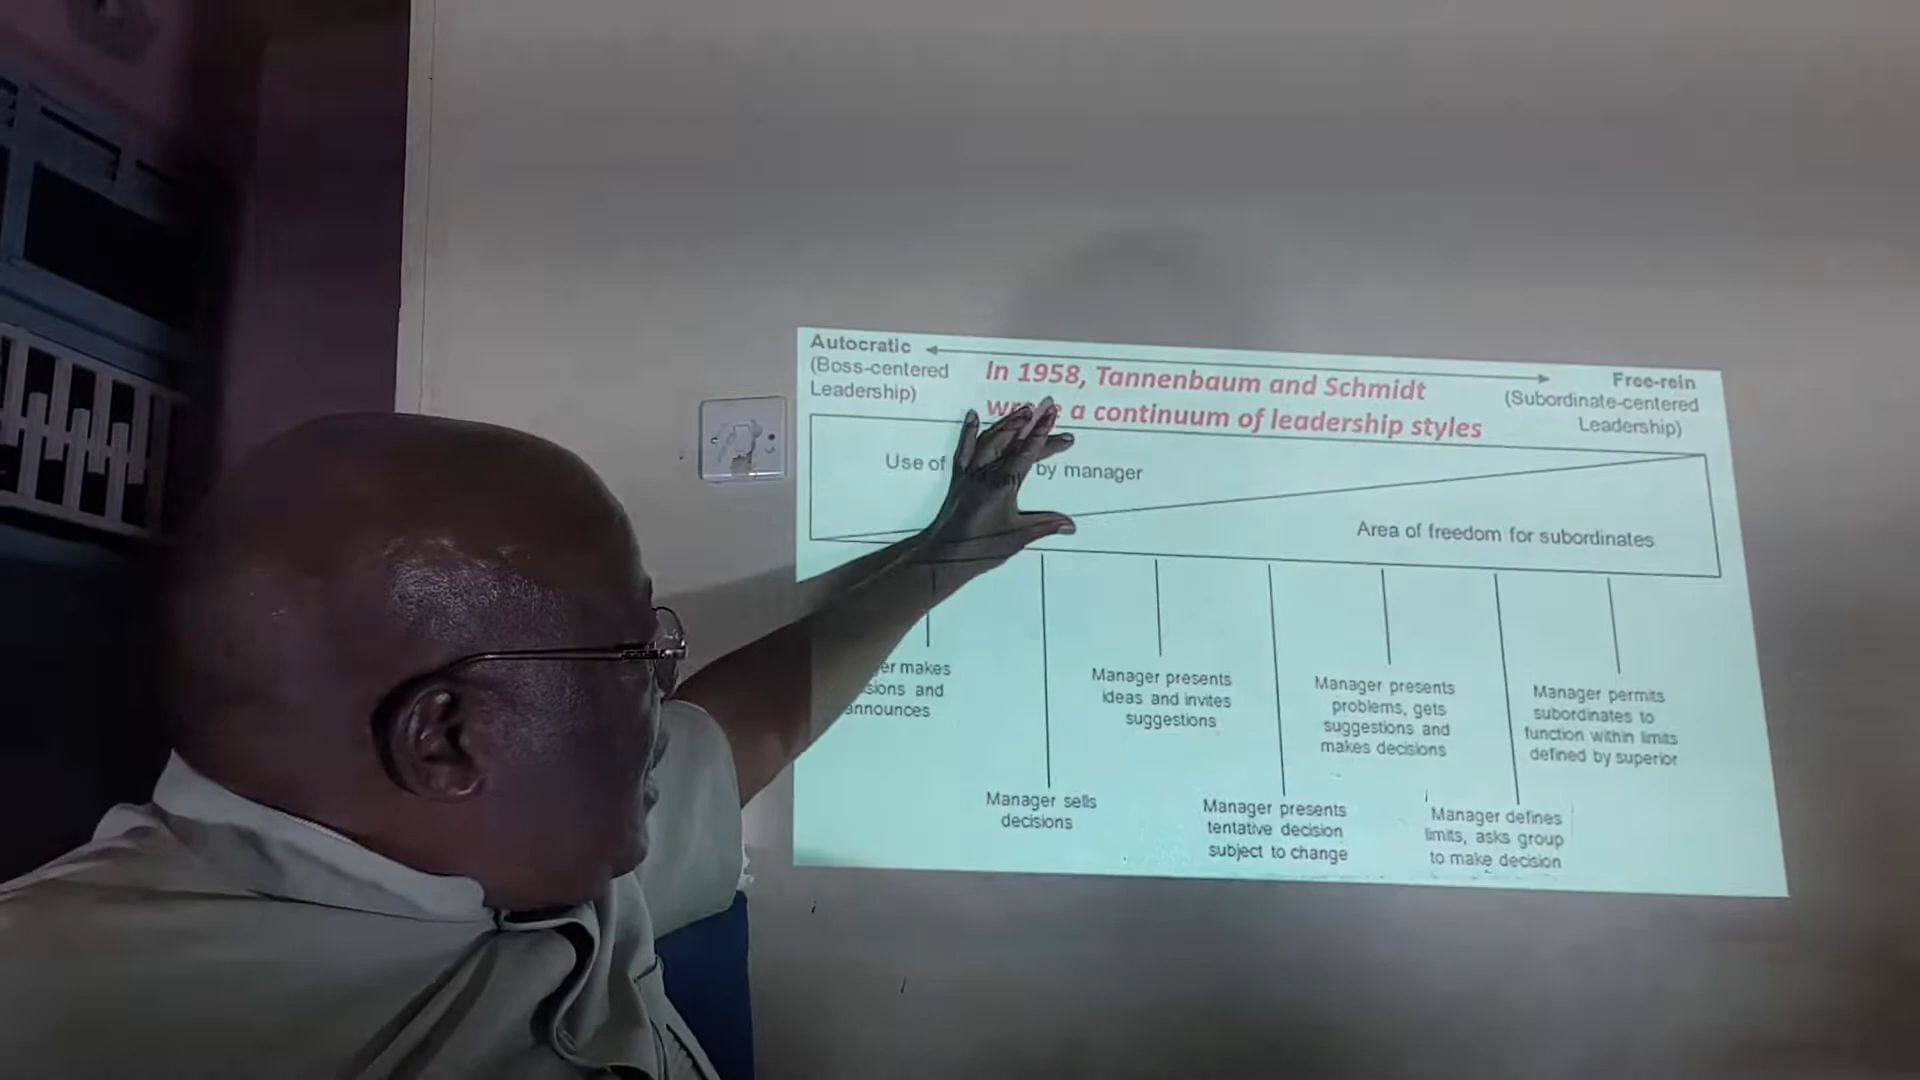 Autocratic
(Boss-centered
Leadership)
In 1958, Tannenbaum and Schmidt
a continuum of leadership styles
Free-rein
(Subordinate-centered
Leadership)
Use of by manager
Area of freedom for subordinates
makes
and
announces
Manager sells
decisions
Manager presents
ideas and invites
suggestions
Manager presents
tentative decision
subject to change
Manager presents
problems, gets
suggestions and
makes decisions
Manager defines
limits, asks group
to make decision
Manager permits
subordinates to
function within limits
defined by superior